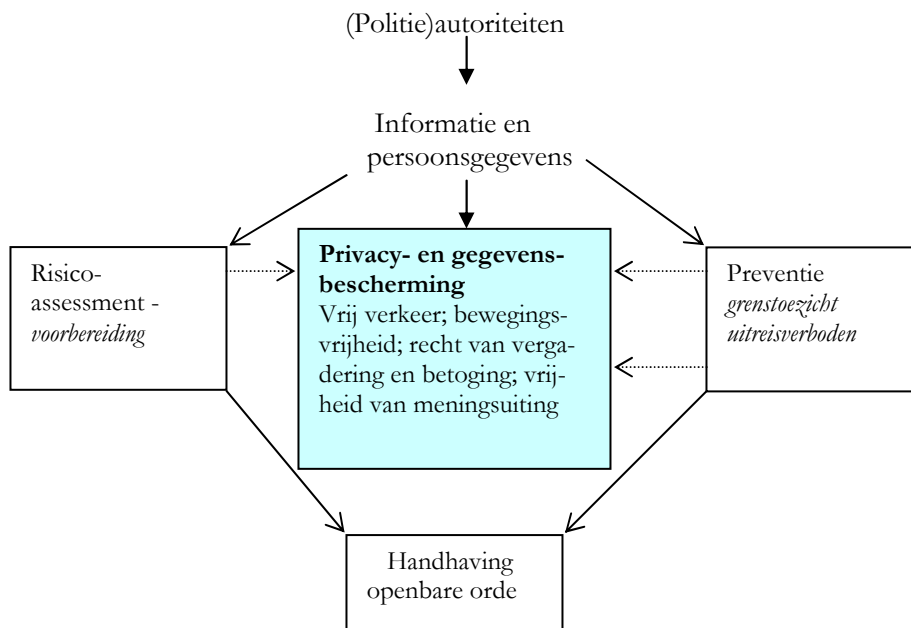 (Politie)autoriteiten
Informatie en
persoonsgegevens
Risico-
assessment -
voorbereiding
Privacy- en gegevens-
bescherming
Vrij verkeer; bewegings-
vrijheid; recht van verga-
dering en betoging; vrij-
heid van meningsuiting
Preventie
grenstoezicht
uitreisverboden
Handhaving
openbare orde